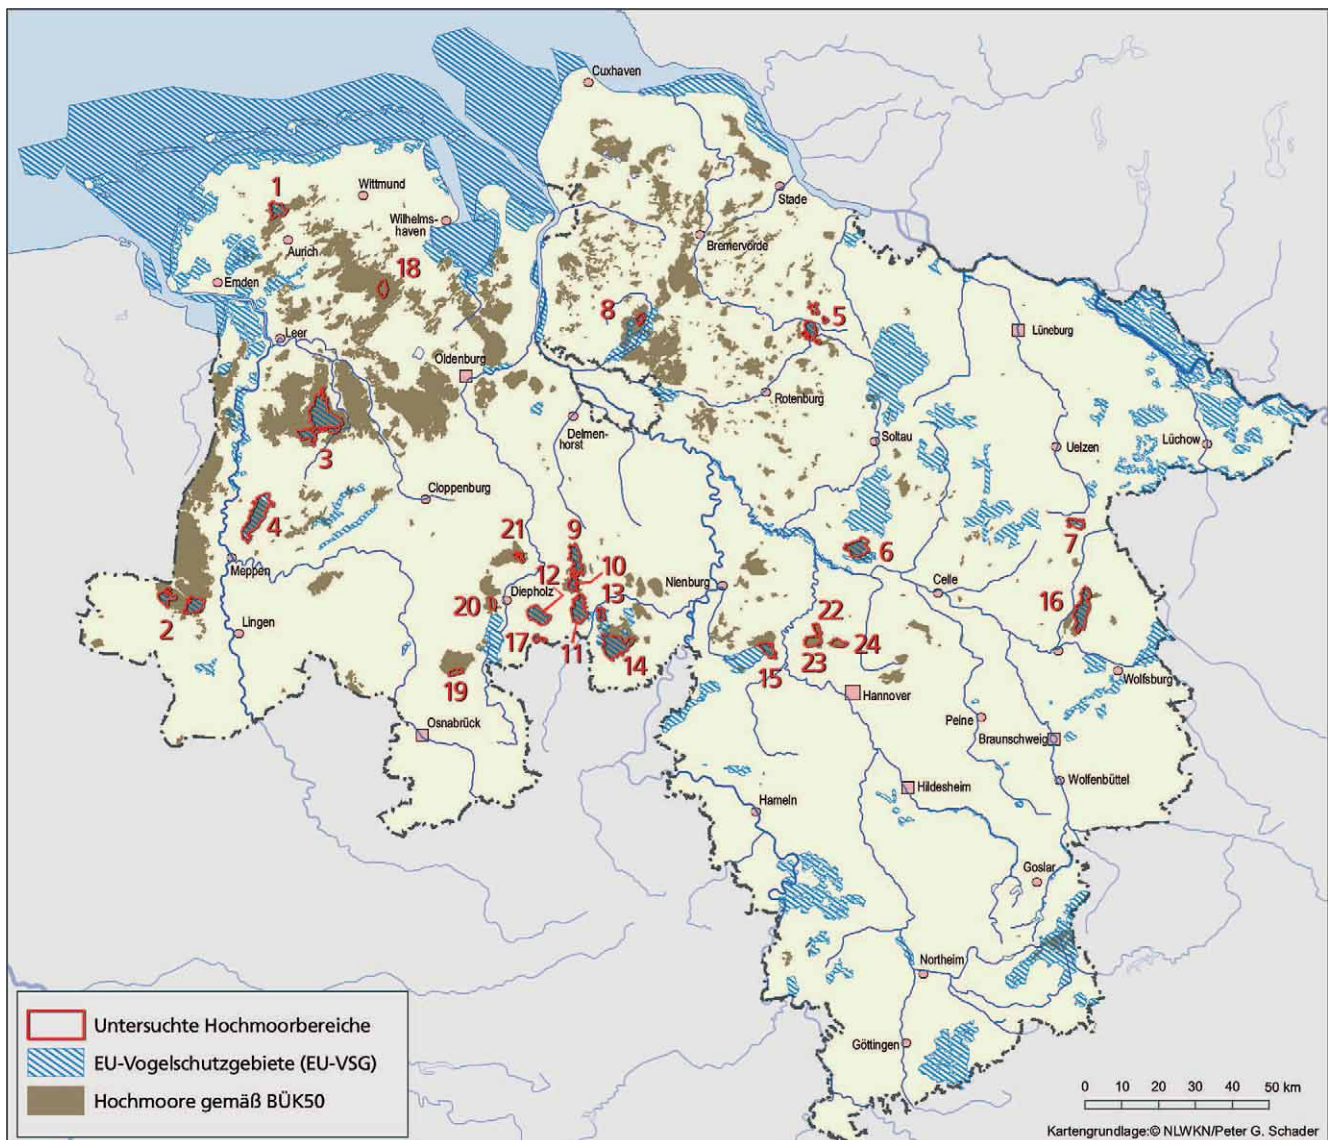 Cuxhaven
Wittmund
Stade
1
Wilhelms-
haven
Aurich
Bremervörde
18
Emden
8
5
Leer
Lüneburg
Oldenburg
Rotenburg
Delmen-
horst
Soltau
Uelzen
Lüchow
3
Cloppenburg
4
21
9
6
7
Meppen
12
10
Nienburg
Celle
20
Diepholz
13
16
2
Lingen
22
17
11
14
15
23
24
Wolfsburg
19
Hannover
Osnabrück
Peine
Braunschweig
Wolfenbüttel
Hildesheim
Hameln
Goslar
Northeim
Göttingen
Untersuchte Hochmoorbereiche
EU-Vogelschutzgebiete (EU-VSG)
Hochmoore gemäß BÜK50
0 10 20 30 50 km
Kartengrundlage:© NLWKN/Peter G. Schader